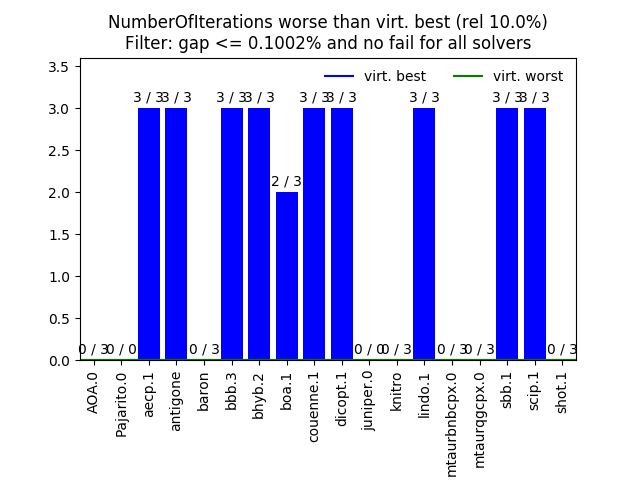 NumberOfIterations worse than virt. best (rel 10.0%)
Filter: gap <= 0.1002% and no fail for all solvers
virt. best
virt. worst
3.5
3.0
2.5
2.0
1.5
1.0
0.5
0.0
0 / 3
0 / 0
3 / 3
3 / 3
0 / 3
3 / 3
3 / 3
2 / 3
3 / 3
3 / 3
0 / 0
0 / 3
3 / 3
0 / 3
0 / 3
3 / 3
3 / 3
0 / 3
AOA.0
Pajarito.0
aecp.1
antigone
baron
bbb.3
bhyb.2
boa.1
couenne.1
dicopt.1
juniper.0
knitro
lindo.1
mtaurbnbcpx.0
mtaurqgcpx.0
sbb.1
scip.1
shot.1